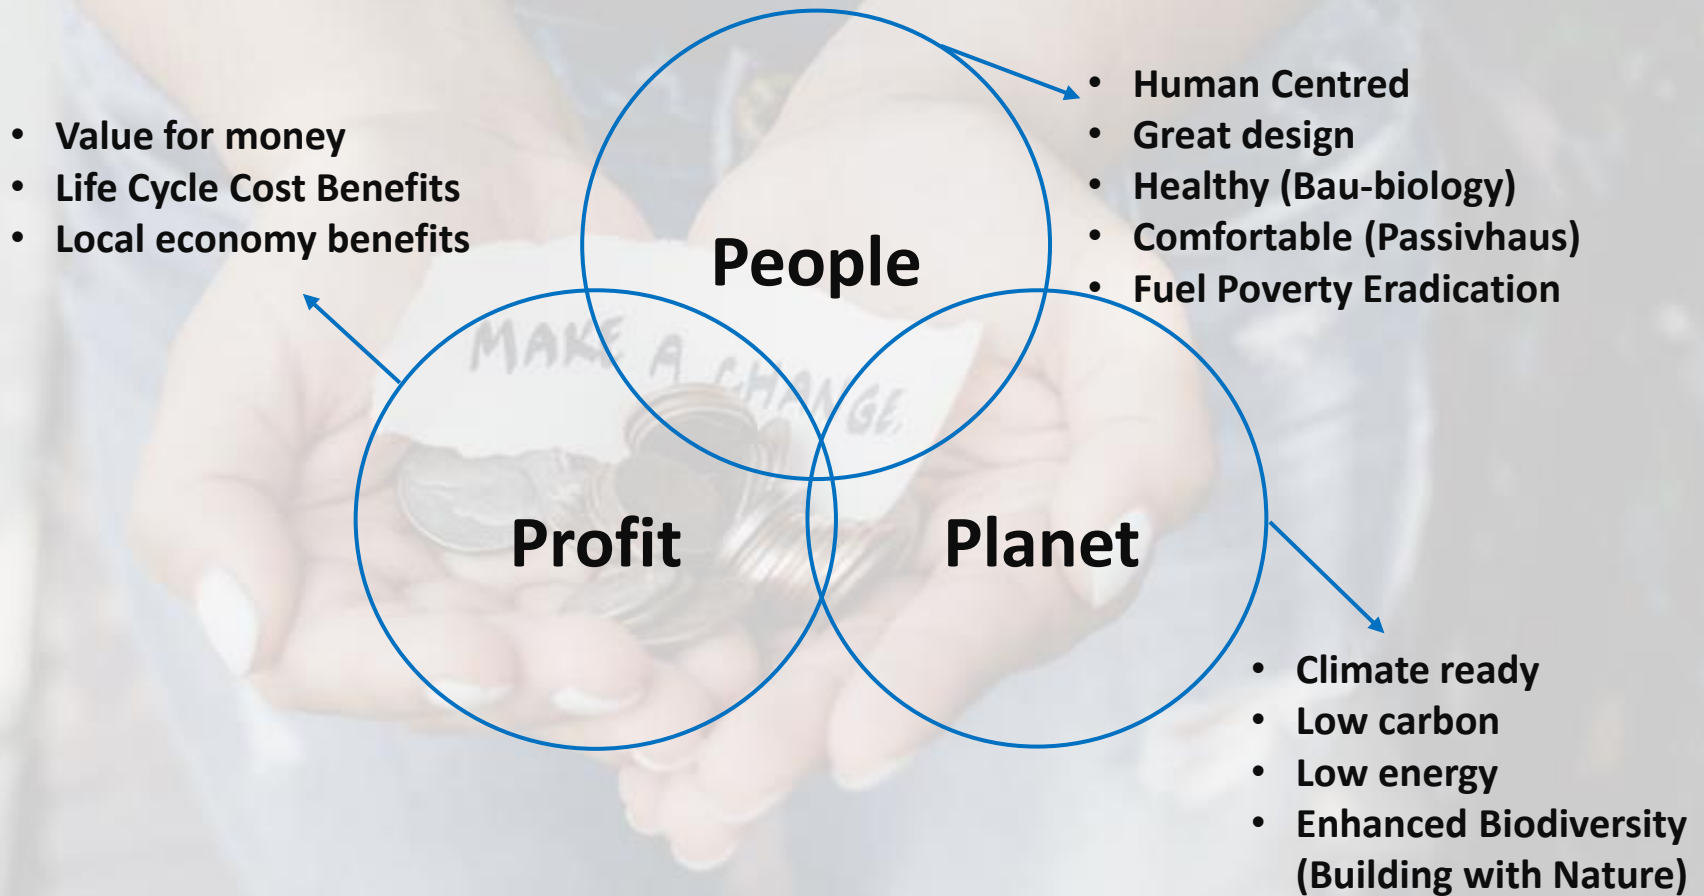 • Human Centred
• Great design
• Healthy (Bau-biology)
• Comfortable (Passivhaus)
• Fuel Poverty Eradication
• Value for money
• Life Cycle Cost Benefits
• Local economy benefits
People
MAKE A CHANGE
Profit
Planet
• Climate ready
• Low carbon
• Low energy
• Enhanced Biodiversity
(Building with Nature)